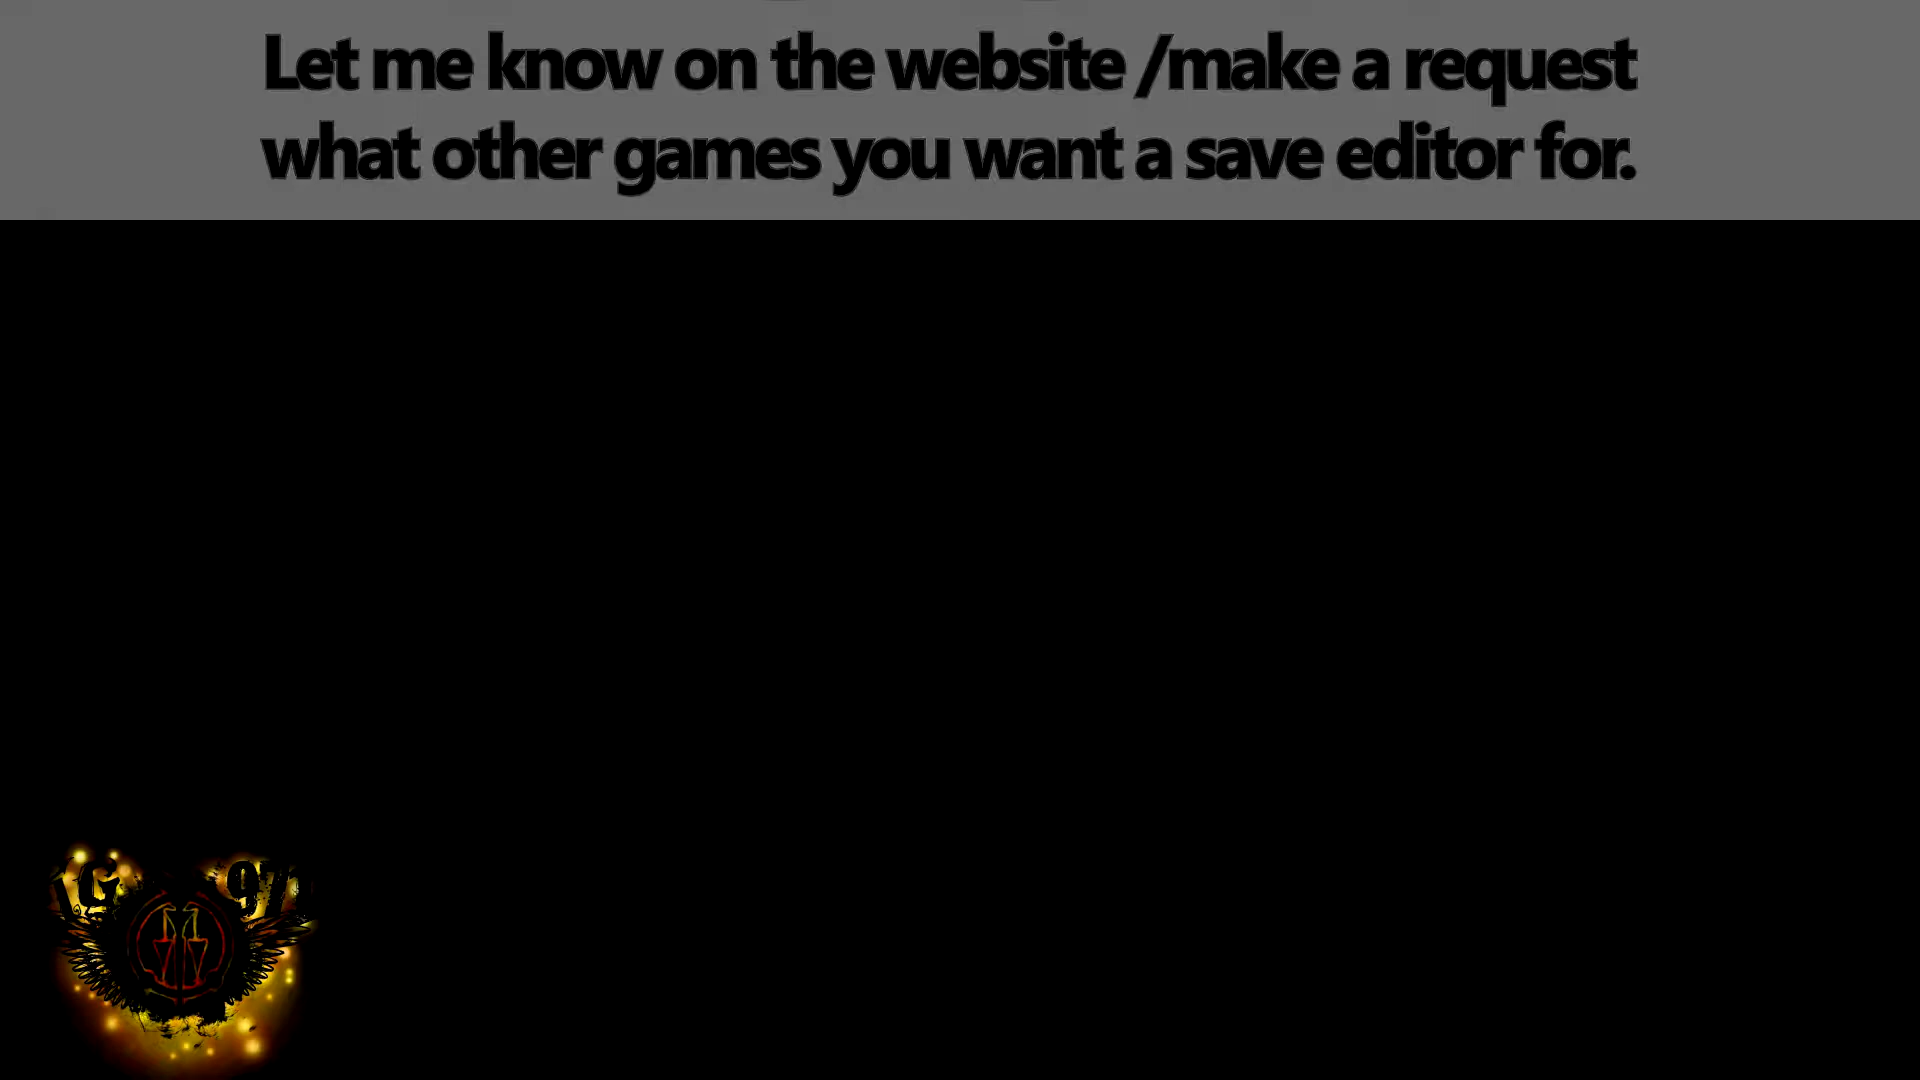 Let me know on the website /make a request
what other games you want a save editor for.